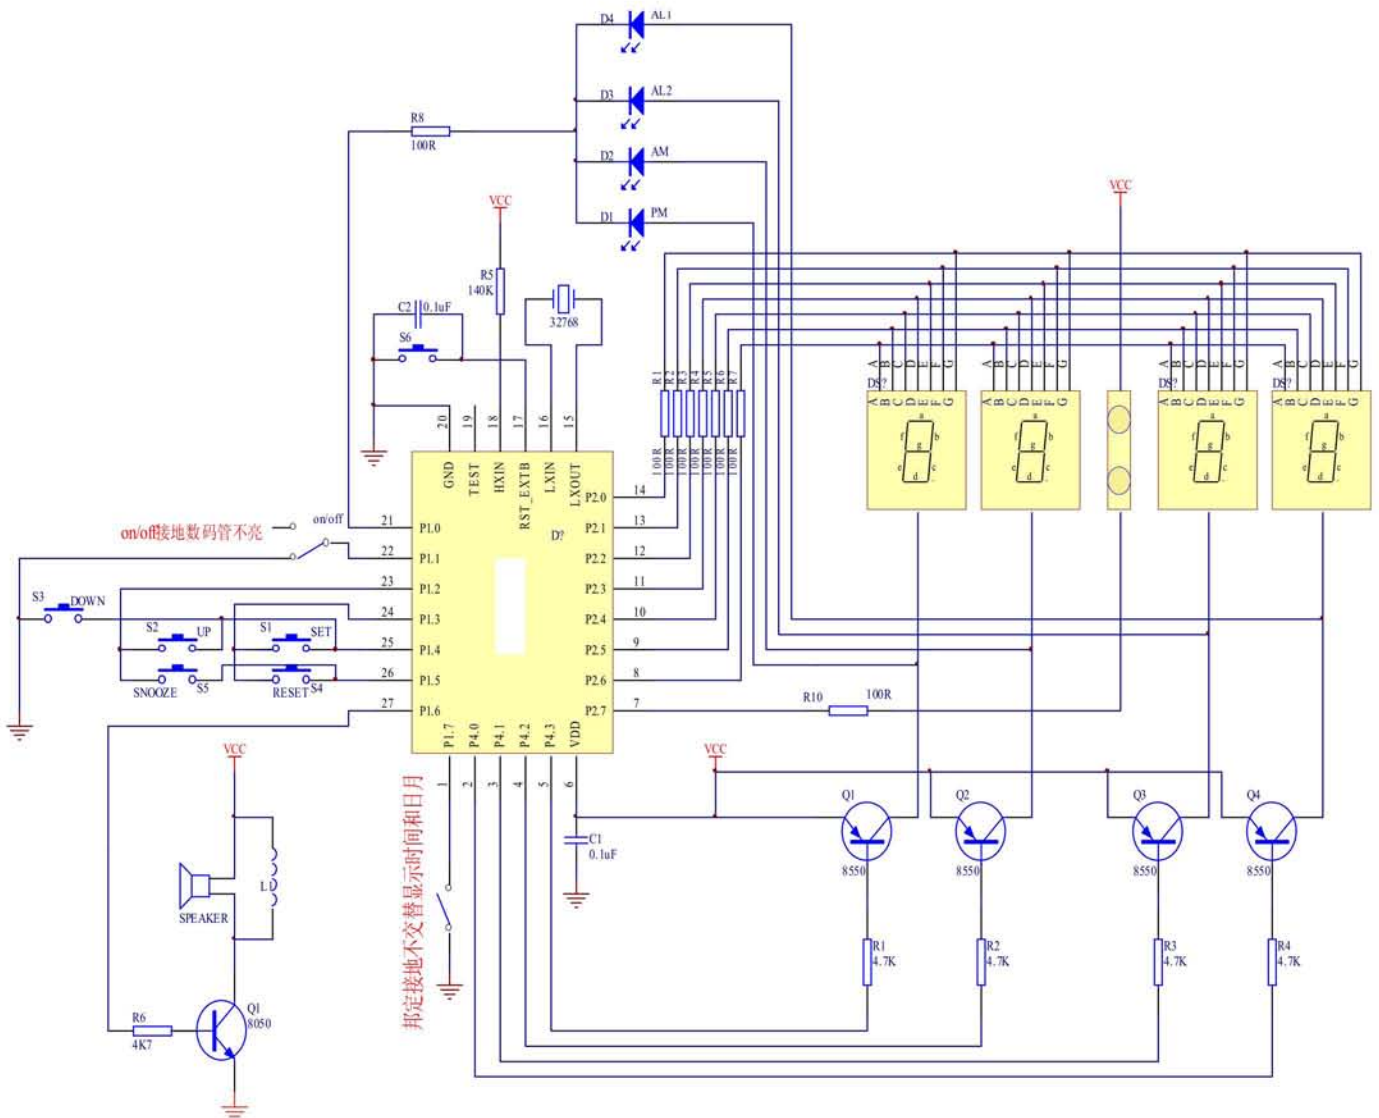 D4
AL1
D3
AL2
R8
100R
D2
AM
D1
PM
VCC
VCC
R5
140K
C2
0.1uF
S6
32768
R1
R2
R3
R4
R5
R6
R7
100R
100R
100R
100R
100R
100R
100R
A B C D E F G
A B C D E F G
A B C D E F G
A B C D E F G
DS?
DS?
DS?
A B C D E F G
A B C D E F G
A B C D E F G
A B C D E F G
a
f b
g
e c
d
a
f b
g
e c
d
a
f b
g
e c
d
a
f b
g
e c
d
20
19
18
17
16
15
GND
TEST
HXIN
RST_EXTB
LXIN
LXOUT
D?
on/off接地数码管不亮
on/off
21
P1.0
22
P1.1
23
P1.2
24
P1.3
25
P1.4
26
P1.5
27
P1.6
P2.0
14
P2.1
13
P2.2
12
P2.3
11
P2.4
10
P2.5
9
P2.6
8
P2.7
7
S3
DOWN
S2
UP
S1
SET
SNOOZE
S5
RESET
S4
R10
100R
P1.7
P4.0
P4.1
P4.2
P4.3
VDD
1
2
3
4
5
6
VCC
VCC
邦定接地不交替显示时间和日月
C1
0.1uF
L1
SPEAKER
Q1
8550
Q2
8550
Q3
8550
Q4
8550
R1
4.7K
R2
4.7K
R3
4.7K
R4
4.7K
R6
4K7
Q1
8050